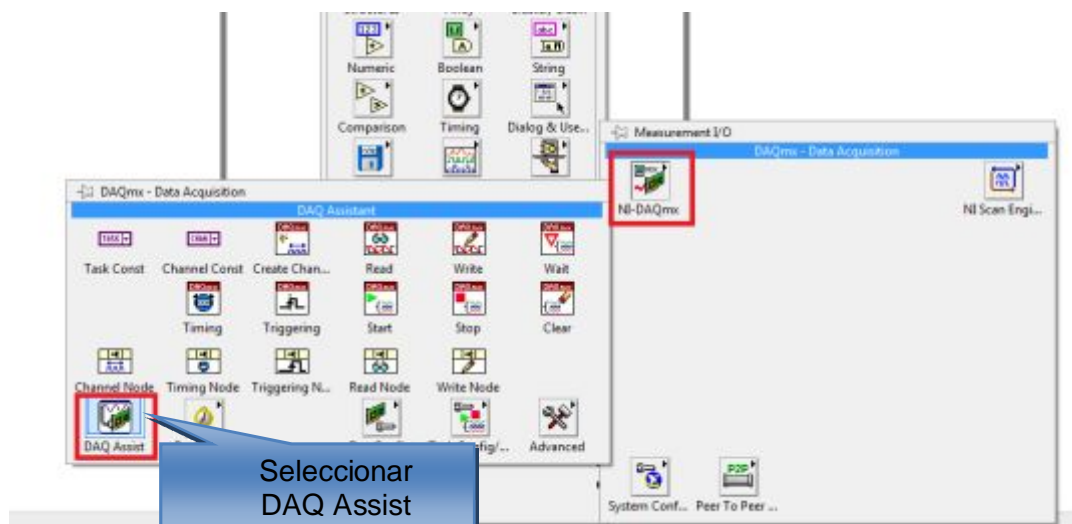 Numeric Boolean String
Comparison Timing Dialog & Use...
Measurement I/O
DAQmx - Data Acquisition
NI-DAQmx NI Scan Engi...
System Conf... Peer To Peer ...
DAQmx - Data Acquisition
DAQ Assistant
Task Const Channel Const Create Chan... Read Write Wait
Timing Triggering Start Stop Clear
Channel Node Timing Node Triggering N... Read Node Write Node
DAQ Assist Advanced
Seleccionar
DAQ Assist